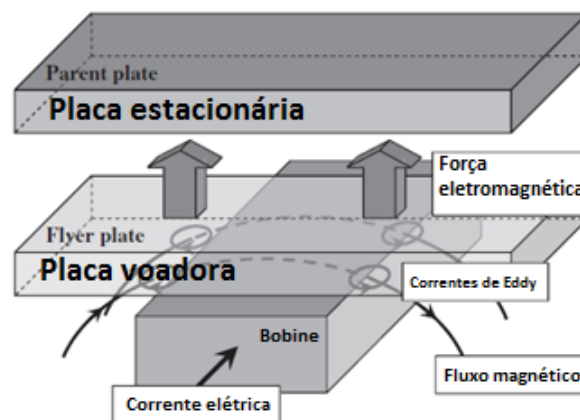 Parent plate
Placa estacionária
Força
eletromagnética
Flyer plate
Placa voadora
Correntes de Eddy
Bobine
Fluxo magnético
Corrente elétrica